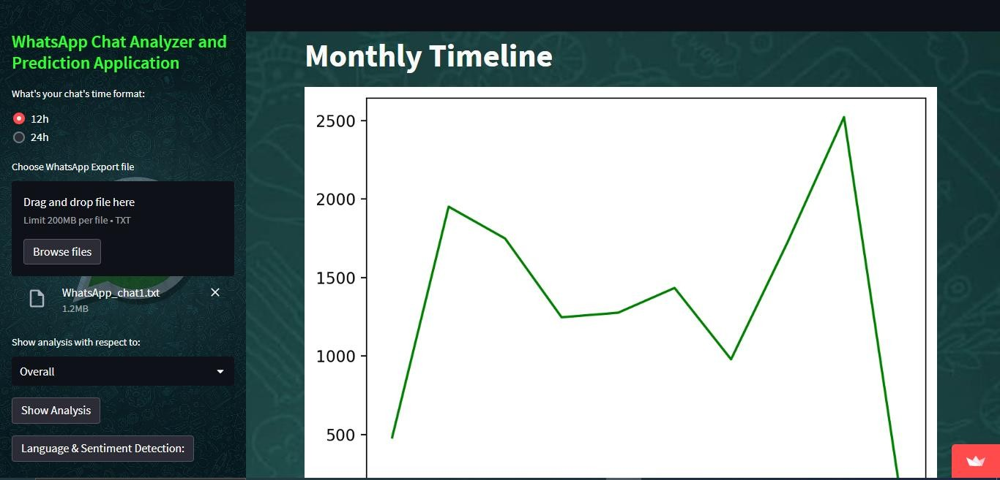 WhatsApp Chat Analyzer and
Prediction Application
What's your chat's time format:
12h
24h
Choose WhatsApp Export file
Drag and drop file here
Limit 200MB per file • TXT
Browse files
WhatsApp_chat1.txt
1.2MB
Show analysis with respect to:
Overall
Show Analysis
Language & Sentiment Detection:
Monthly Timeline
2500
2000
1500
1000
500